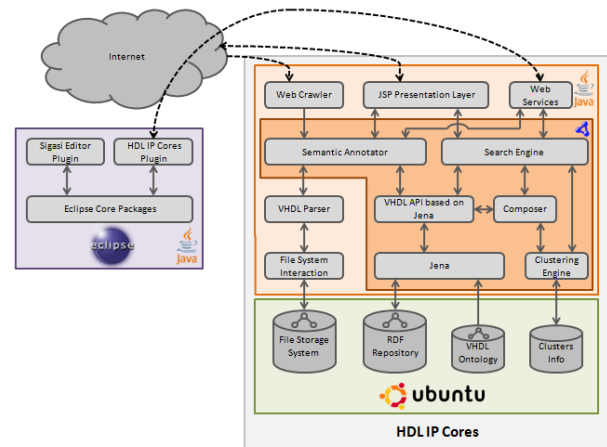 Internet
Web Crawler
JSP Presentation Layer
Web
Services
Java
Sigasi Editor
Plugin
HDL IP Cores
Plugin
Eclipse Core Packages
eclipse
Java
Semantic Annotator
Search Engine
VHDL Parser
VHDL API based on
Jena
Composer
File System
Interaction
Jena
Clustering
Engine
File Storage
System
RDF
Repository
VHDL
Ontology
Clusters
Info
ubuntu
HDL IP Cores